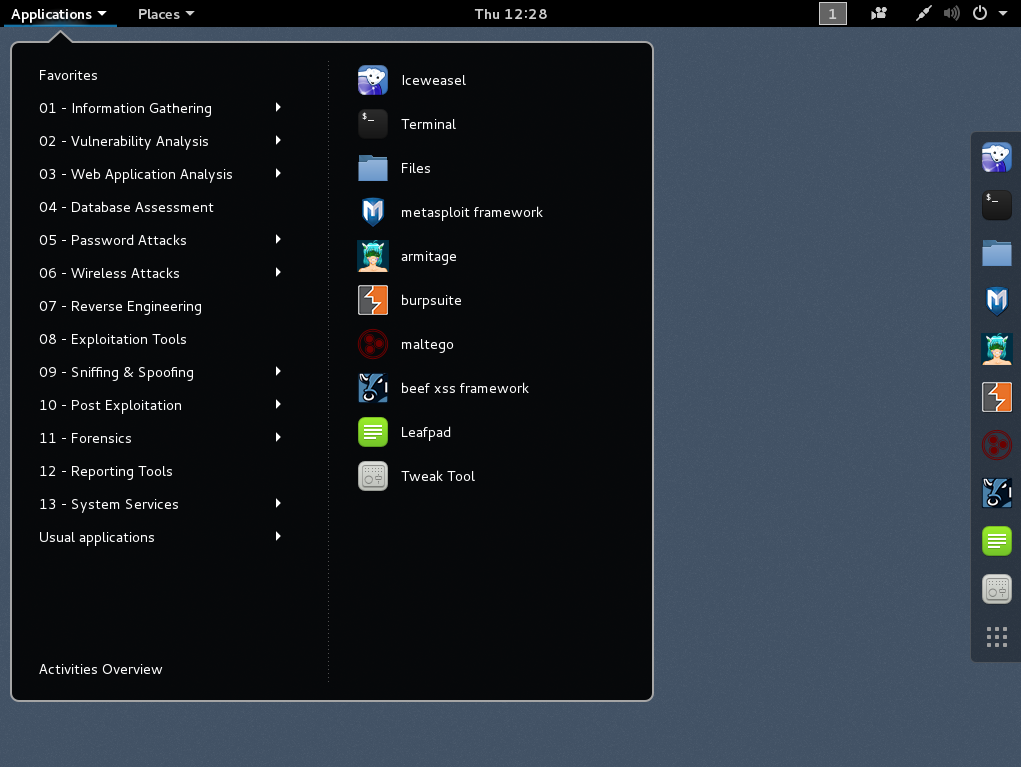 Applications Places Thu 12:28 1
Favorites
01 - Information Gathering
02 - Vulnerability Analysis
03 - Web Application Analysis
04 - Database Assessment
05 - Password Attacks
06 - Wireless Attacks
07 - Reverse Engineering
08 - Exploitation Tools
09 - Sniffing & Spoofing
10 - Post Exploitation
11 - Forensics
12 - Reporting Tools
13 - System Services
Usual applications
Activities Overview
Iceweasel
$_
Terminal
Files
metasploit framework
armitage
burpsuite
maltego
beef xss framework
Leafpad
Tweak Tool
$_